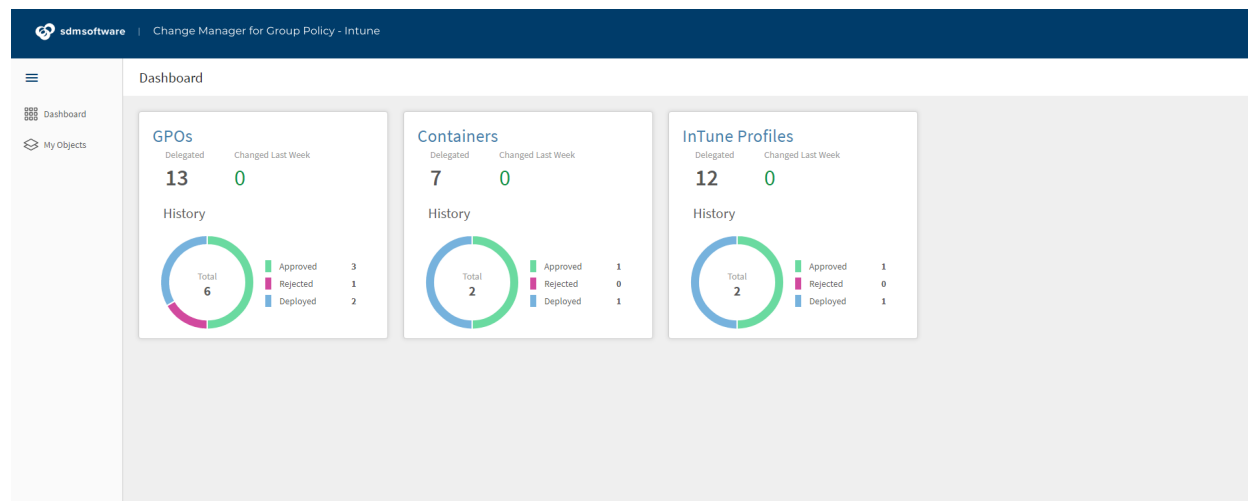 sdmsoftware | Change Manager for Group Policy - Intune
Dashboard
Dashboard
My Objects
GPOs
Delegated Changed Last Week
13 0
History
Total
6
Approved 3
Rejected 1
Deployed 2
Containers
Delegated Changed Last Week
7 0
History
Total
2
Approved 1
Rejected 0
Deployed 1
InTune Profiles
Delegated Changed Last Week
12 0
History
Total
2
Approved 1
Rejected 0
Deployed 1